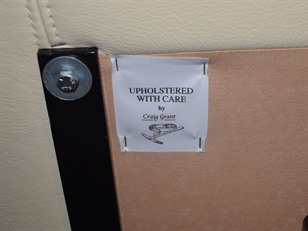 UPHOLSTERED
WITH CARE
by
Craig Grant